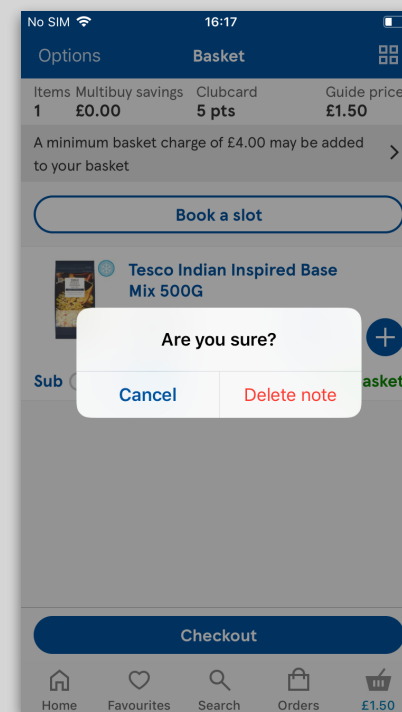 No SIM 16:17
Options Basket
Items Multibuy savings Clubcard Guide price
1 £0.00 5 pts £1.50
A minimum basket charge of £4.00 may be added
to your basket
Book a slot
Tesco Indian Inspired Base
Mix 500G
Are you sure?
Sub asket
Cancel Delete note
Checkout
Home Favourites Search Orders £1.50